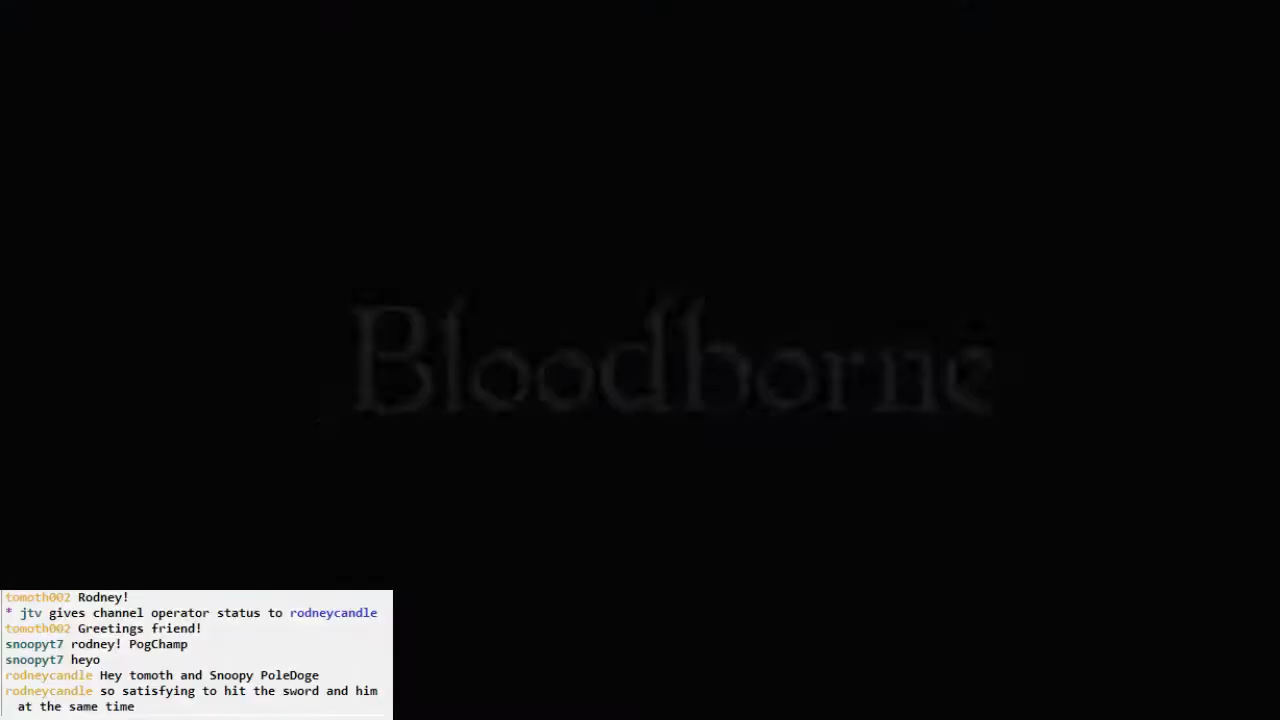 Bloodborne
tomoth002 Rodney!
* jtv gives channel operator status to rodneycandle
tomoth002 Greetings friend!
snoopyt7 rodney! PogChamp
snoopyt7 heyo
rodneycandle Hey tomoth and Snoopy PoleDoge
rodneycandle so satisfying to hit the sword and him
at the same time